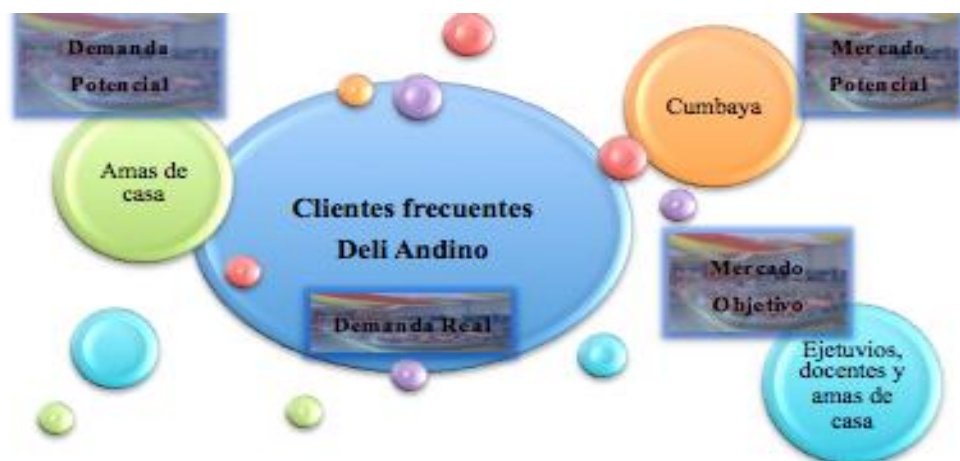 Demanda
Potencial
Mercado
Potencial
Cumbaya
Amas de
casa
Clientes frecuentes
Deli Andino
Mercado
Objetivo
Demanda Real
Ejetuvios,
docentes y
amas de
casa